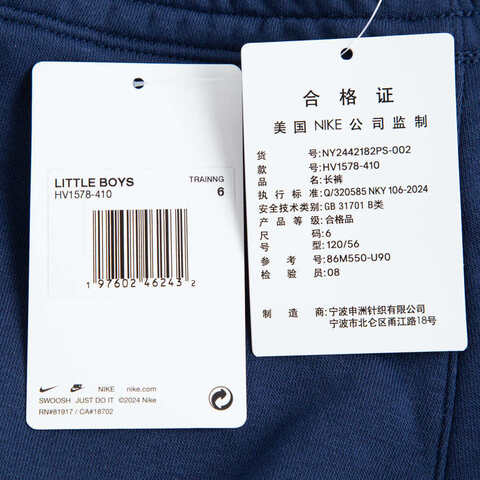 LITTLE BOYS
TRAINNG
HV1578-410
6
1 97602 46243 2
NIKE
nike.com
SWOOSH JUST DO IT ©2024 Nike
RN#81917 / CA#16702
合格证
美国NIKE公司监制
货号:NY2442182PS-002
款号:HV1578-410
品名:长裤
执行标准:Q/320585 NKY 106-2024
安全技术类别:GB 31701 B类
产品等级:合格品
尺码:6
号型:120/56
参考号:86M550-U90
检验员:08
制造商:宁波申洲针织有限公司
宁波市北仑区甬江路18号